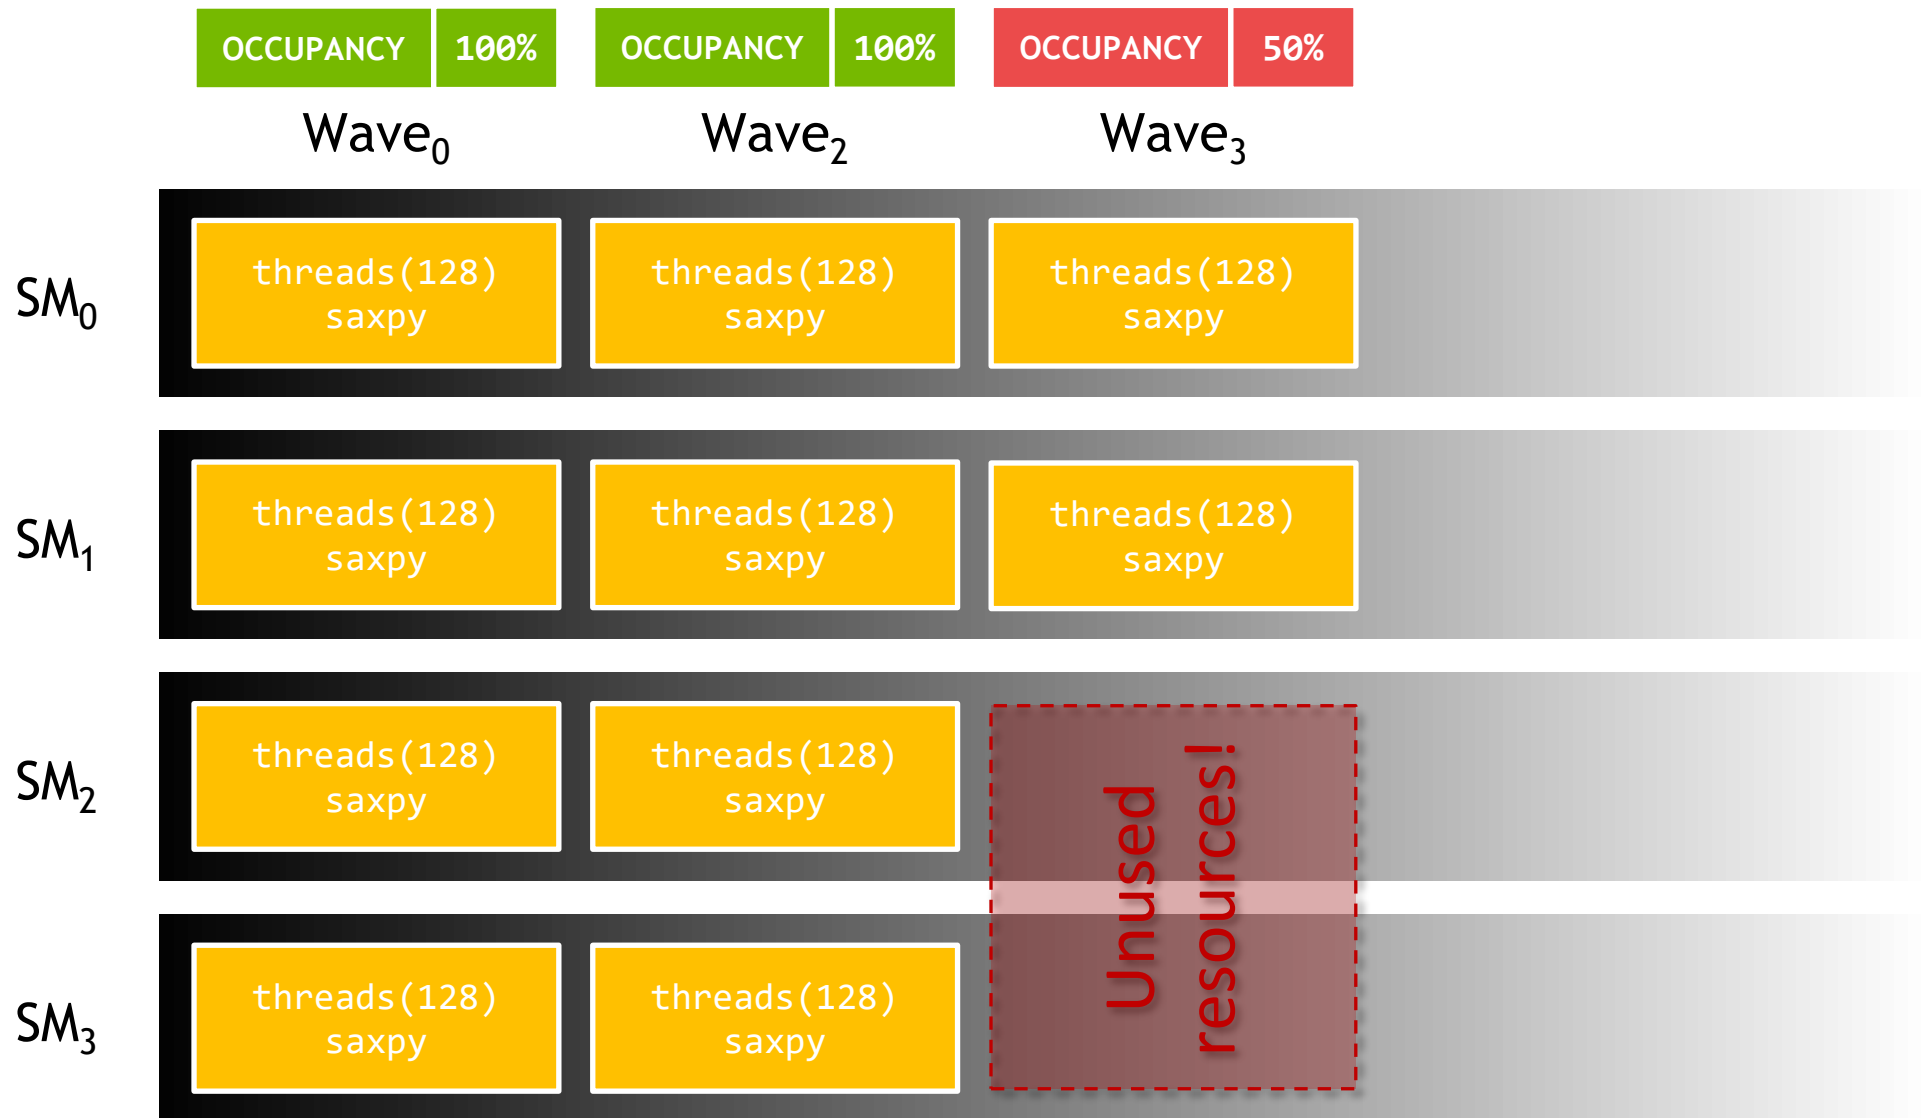 OCCUPANCY 100% OCCUPANCY 100% OCCUPANCY 50%
Wave₀ Wave₂ Wave₃
SM₀
threads(128) threads(128) threads(128)
saxpy saxpy saxpy
SM₁
threads(128) threads(128) threads(128)
saxpy saxpy saxpy
SM₂
threads(128) threads(128)
saxpy saxpy
SM₃
threads(128) threads(128)
saxpy saxpy
Unused
resources!